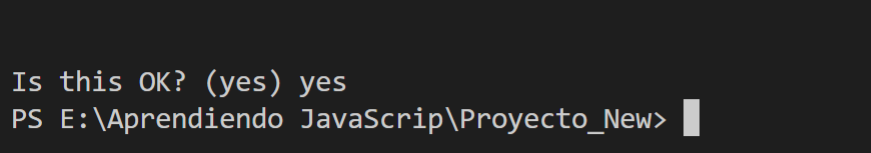 Is this OK? (yes) yes
PS E:\Aprendiendo JavaScrip\Proyecto_New>